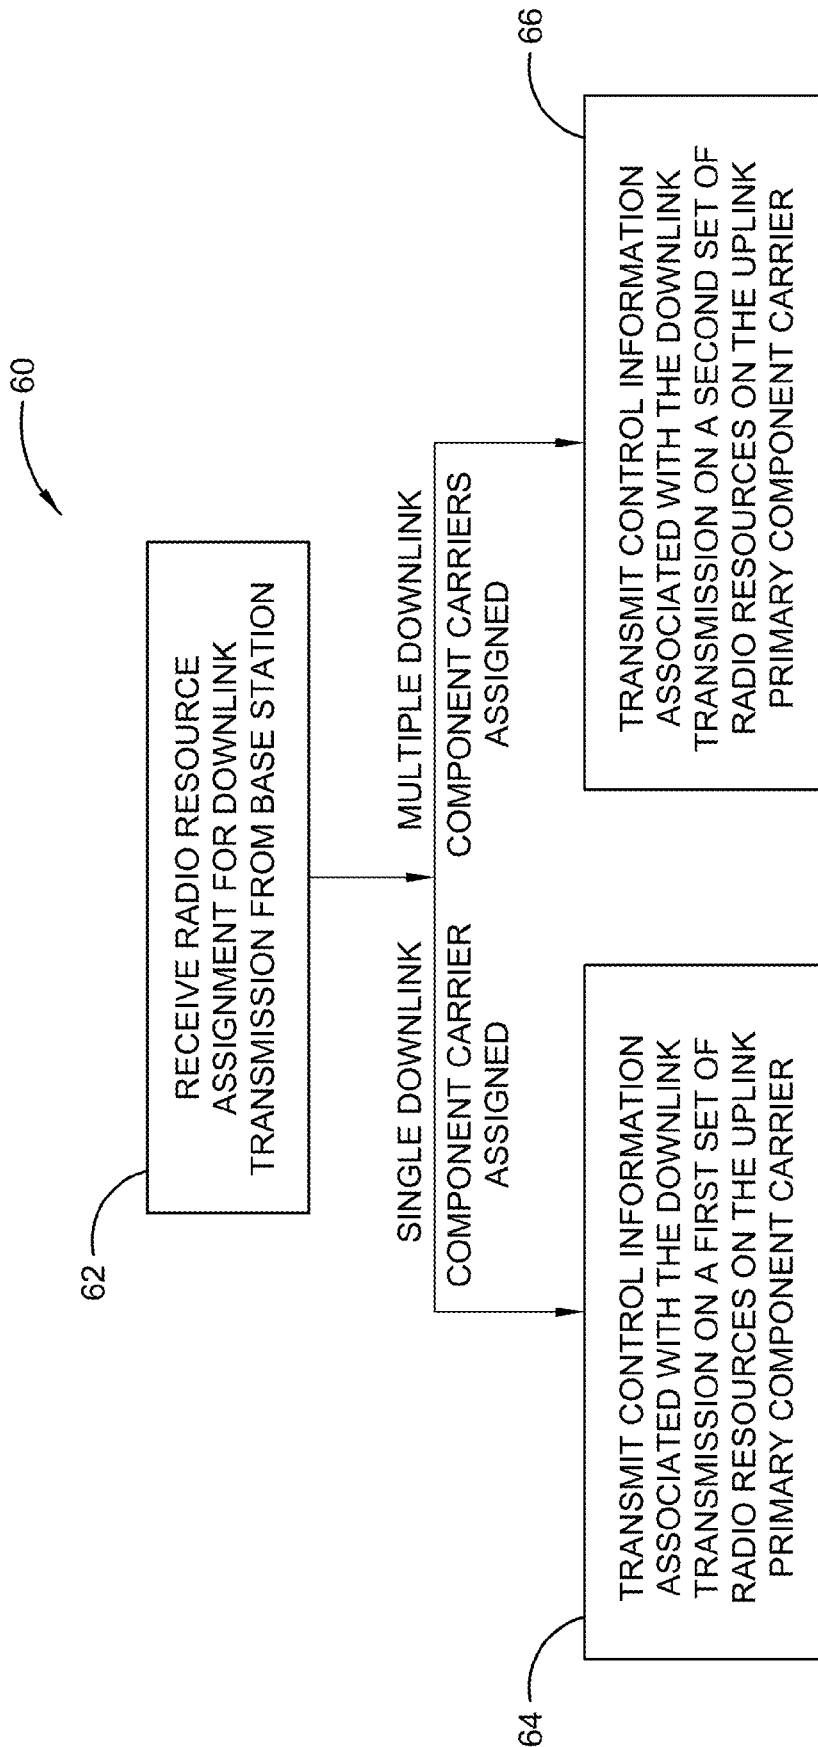 60
62
RECEIVE RADIO RESOURCE
ASSIGNMENT FOR DOWNLINK
TRANSMISSION FROM BASE STATION
SINGLE DOWNLINK
COMPONENT CARRIER
ASSIGNED
MULTIPLE DOWNLINK
COMPONENT CARRIERS
ASSIGNED
64
TRANSMIT CONTROL INFORMATION
ASSOCIATED WITH THE DOWNLINK
TRANSMISSION ON A FIRST SET OF
RADIO RESOURCES ON THE UPLINK
PRIMARY COMPONENT CARRIER
66
TRANSMIT CONTROL INFORMATION
ASSOCIATED WITH THE DOWNLINK
TRANSMISSION ON A SECOND SET OF
RADIO RESOURCES ON THE UPLINK
PRIMARY COMPONENT CARRIER